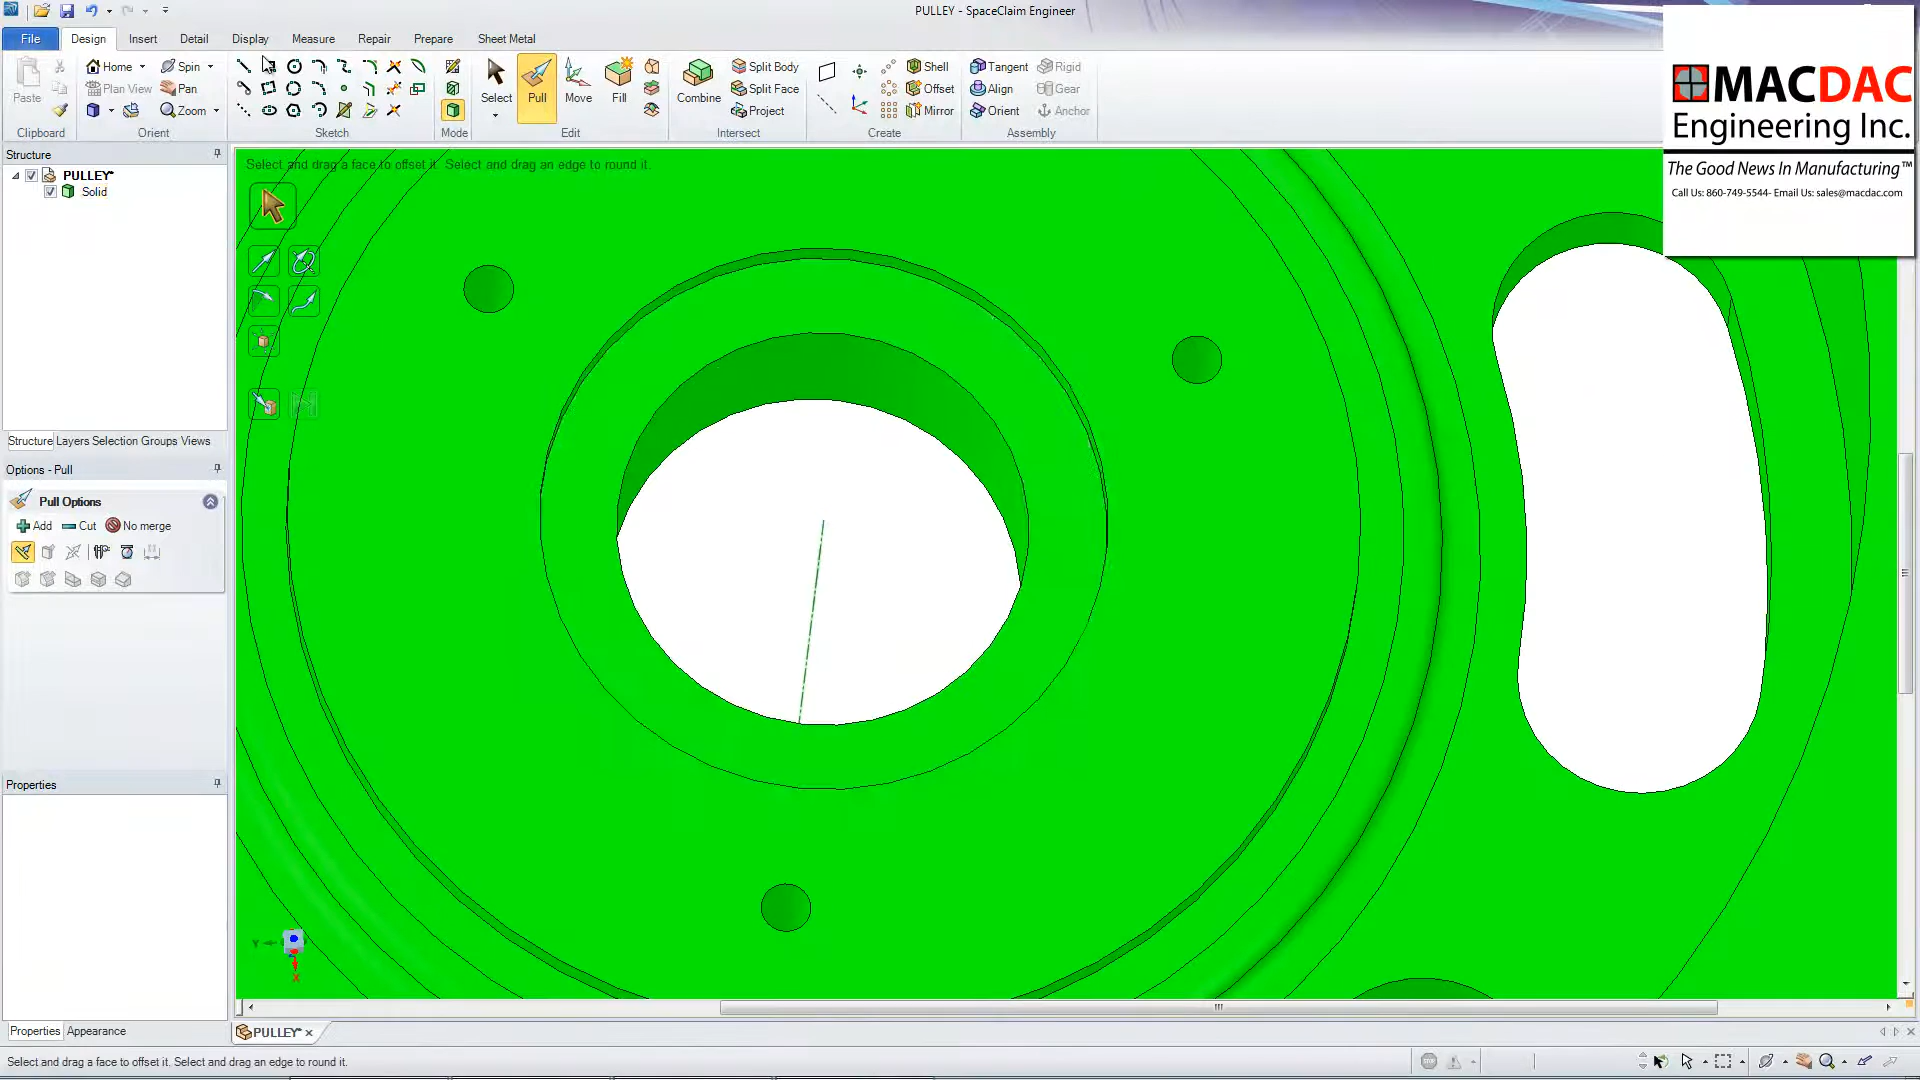 PULLEY - SpaceClaim Engineer
File Design Insert Detail Display Measure Repair Prepare Sheet Metal
Paste
Clipboard
Home Spin
Plan View Pan
Zoom
Orient
Sketch
Mode
Select Pull Move Fill
Edit
Combine
Split Body
Split Face
Project
Intersect
Shell
Offset
Mirror
Create
Tangent Rigid
Align Gear
Orient Anchor
Assembly
MACDAC
Engineering Inc.
The Good News In Manufacturing™
Call Us: 860-749-5544- Email Us: sales@macdac.com
Structure
PULLEY*
Solid
Structure Layers Selection Groups Views
Options - Pull
Pull Options
Add Cut No merge
Properties
Properties Appearance
Select and drag a face to offset it. Select and drag an edge to round it.
Y
X
PULLEY*
Select and drag a face to offset it. Select and drag an edge to round it.